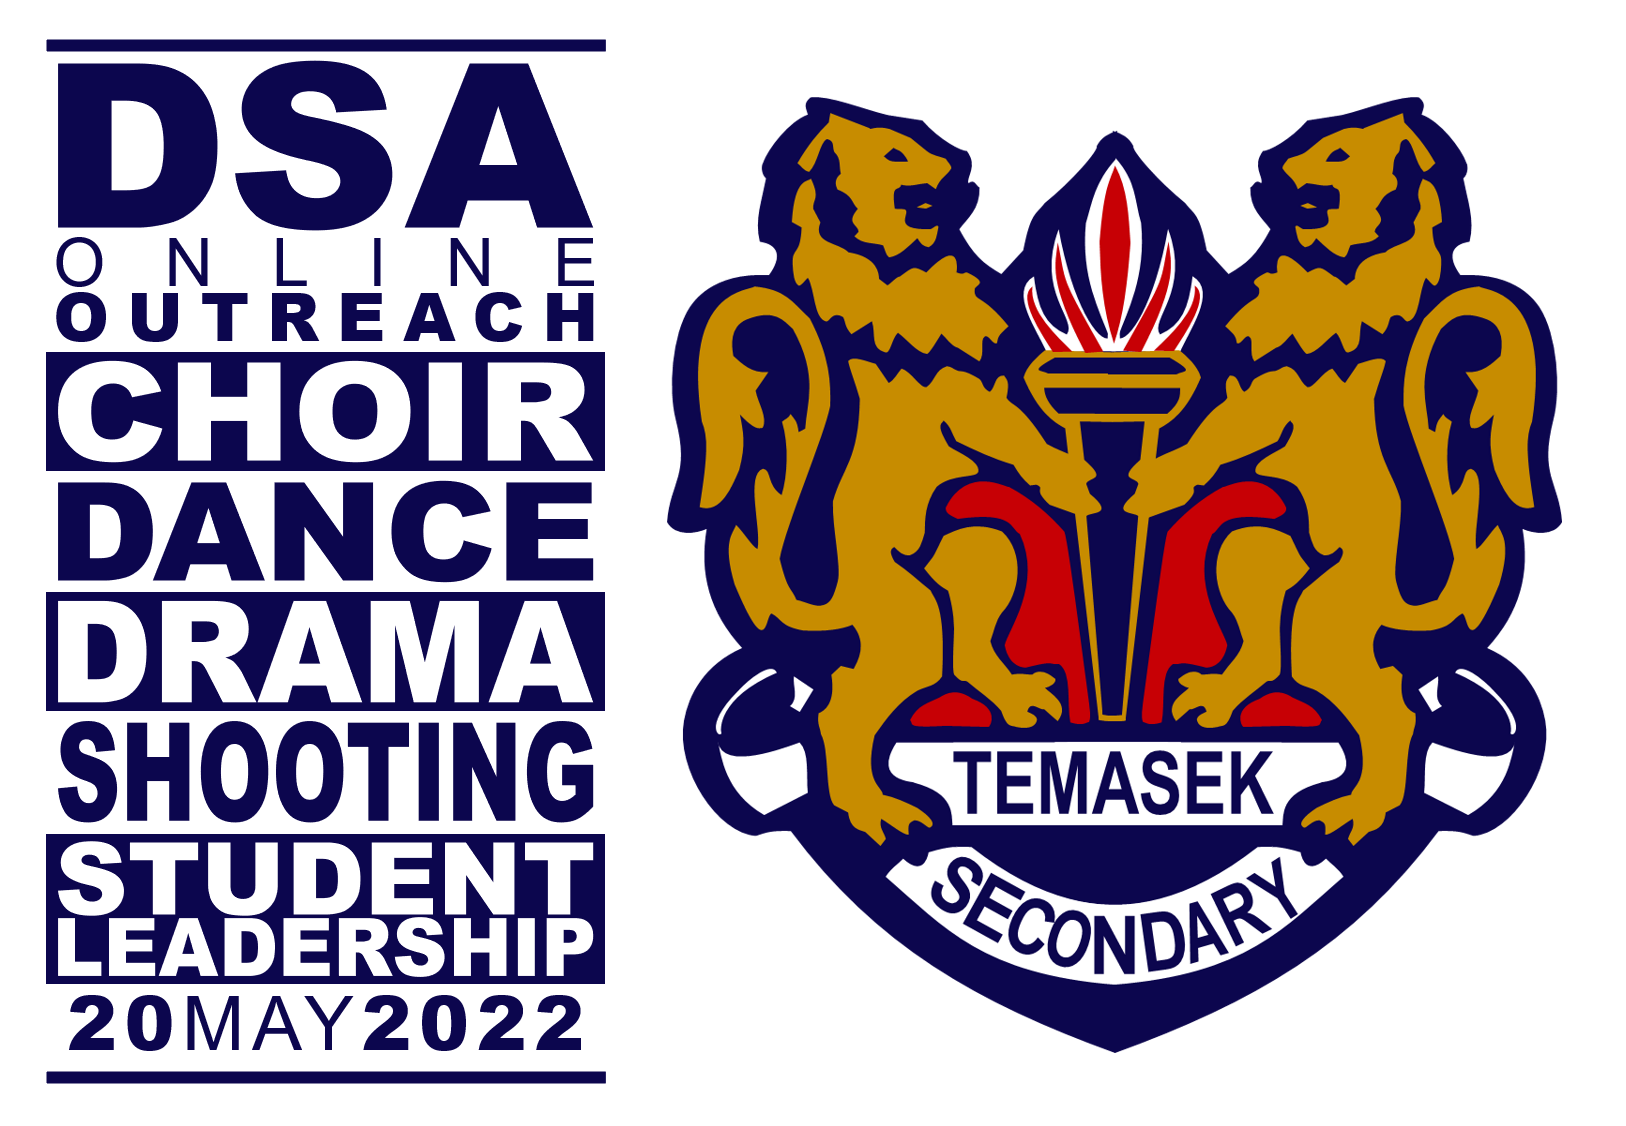 DSA
ONLINE
OUTREACH
CHOIR
DANCE
DRAMA
SHOOTING
STUDENT
LEADERSHIP
20MAY2022
TEMASEK
SECONDARY